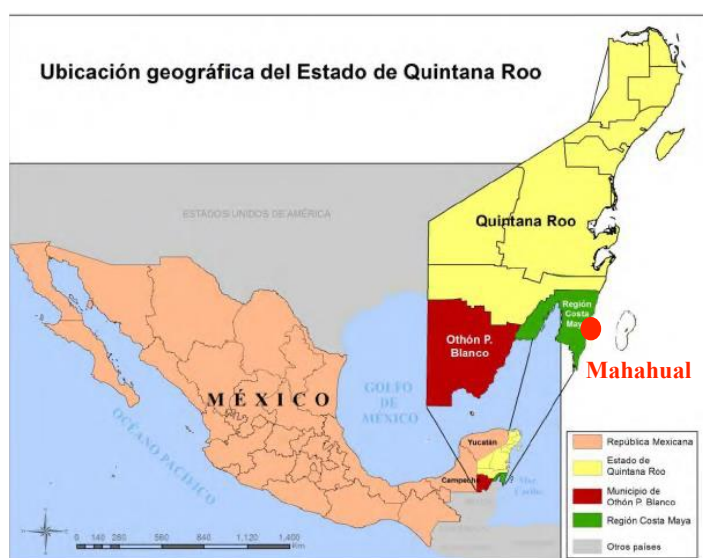 Ubicación geográfica del Estado de Quintana Roo
ESTADOS UNIDOS DE AMÉRICA
Quintana Roo
Región
Costa
Maya
Othón P.
Blanco
Mahahual
MÉXICO
GOLFO
DE
MÉXICO
OCÉANO PACÍFICO
Yucatán
Campeche
Mar
Caribe
República Mexicana
Estado de
Quintana Roo
Municipio de
Othón P. Blanco
Región Costa Maya
Otros países
0 140 280 560 840 1,120 1,400
Km